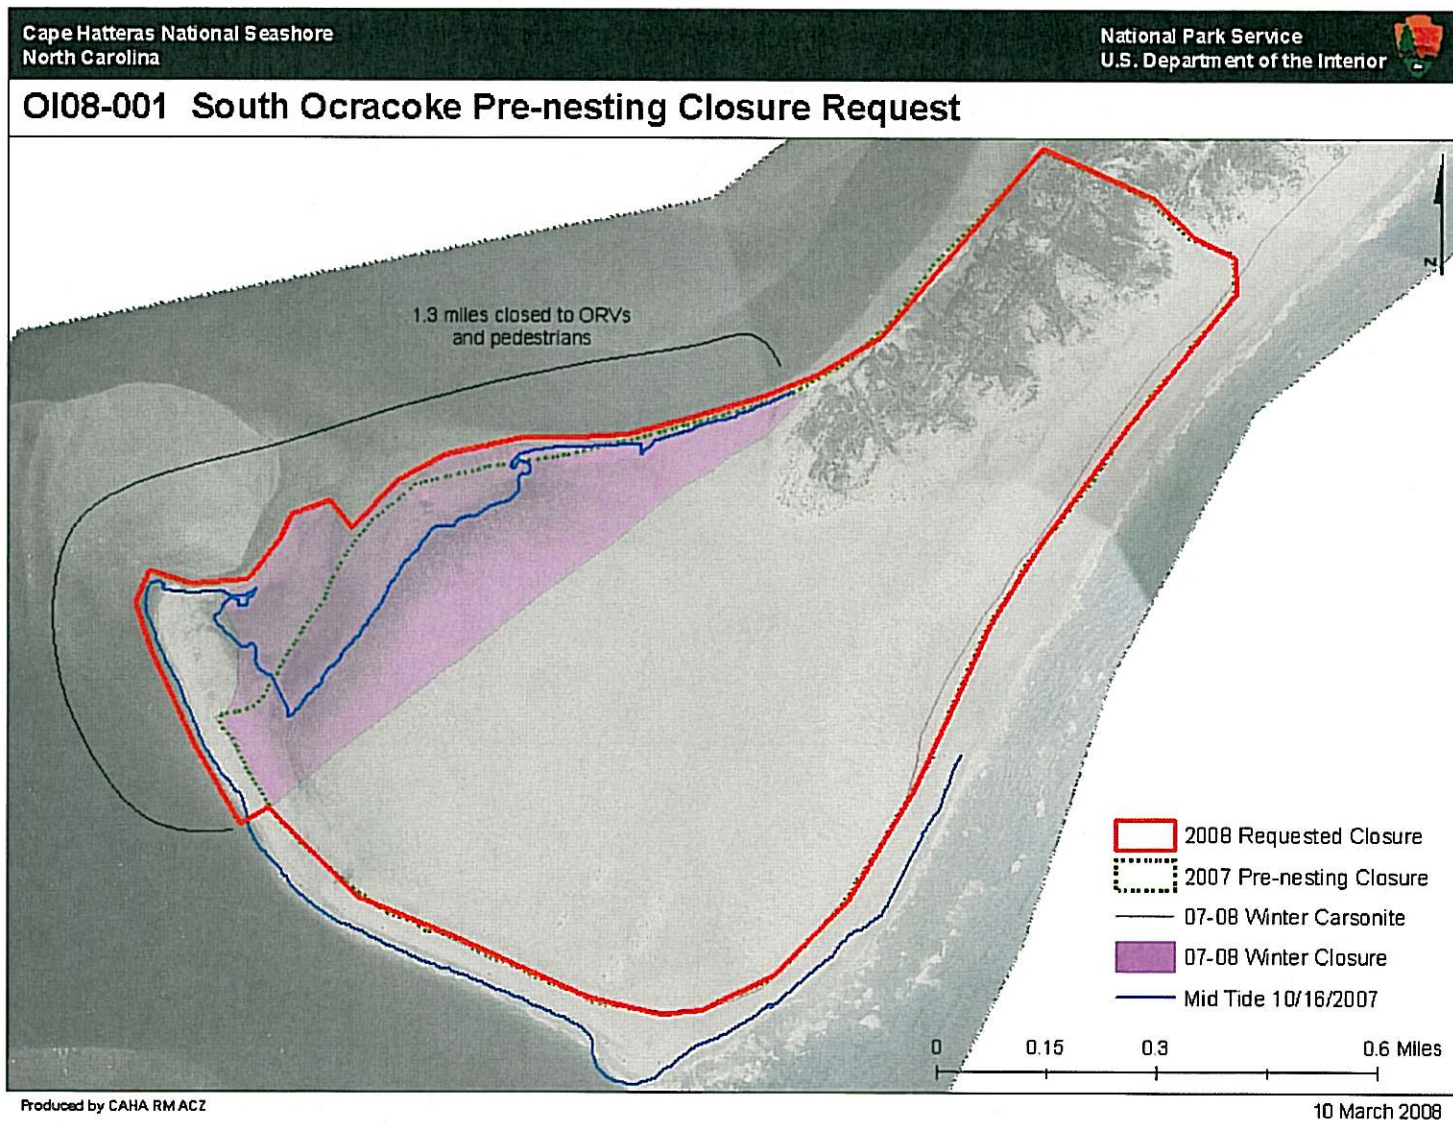 Cape Hatteras National Seashore
North Carolina
National Park Service
U.S. Department of the Interior
OI08-001 South Ocracoke Pre-nesting Closure Request
N
1.3 miles closed to ORVs
and pedestrians
2008 Requested Closure
2007 Pre-nesting Closure
07-08 Winter Carsonite
07-08 Winter Closure
Mid Tide 10/16/2007
0 0.15 0.3 0.6 Miles
Produced by CAHA RM ACZ
10 March 2008